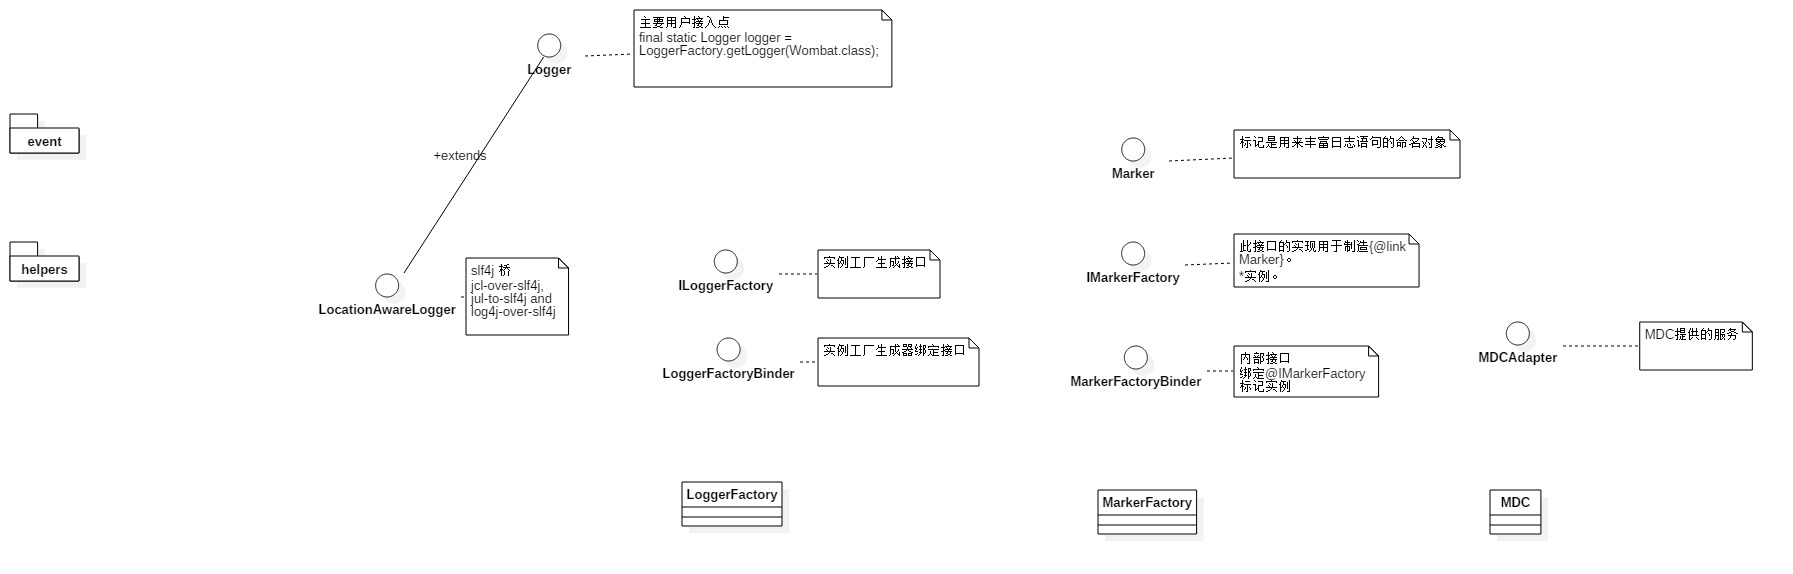 主要用户接入点
final static Logger logger =
LoggerFactory.getLogger(Wombat.class);
Logger
event
+extends
标记是用来丰富日志语句的命名对象
Marker
helpers
slf4j 桥
jcl-over-slf4j,
jul-to-slf4j and
log4j-over-slf4j
LocationAwareLogger
实例工厂生成接口
ILoggerFactory
此接口的实现用于制造{@link
Marker}。
*实例。
IMarkerFactory
实例工厂生成器绑定接口
LoggerFactoryBinder
内部接口
绑定@IMarkerFactory
标记实例
MarkerFactoryBinder
MDC提供的服务
MDCAdapter
LoggerFactory
MarkerFactory
MDC